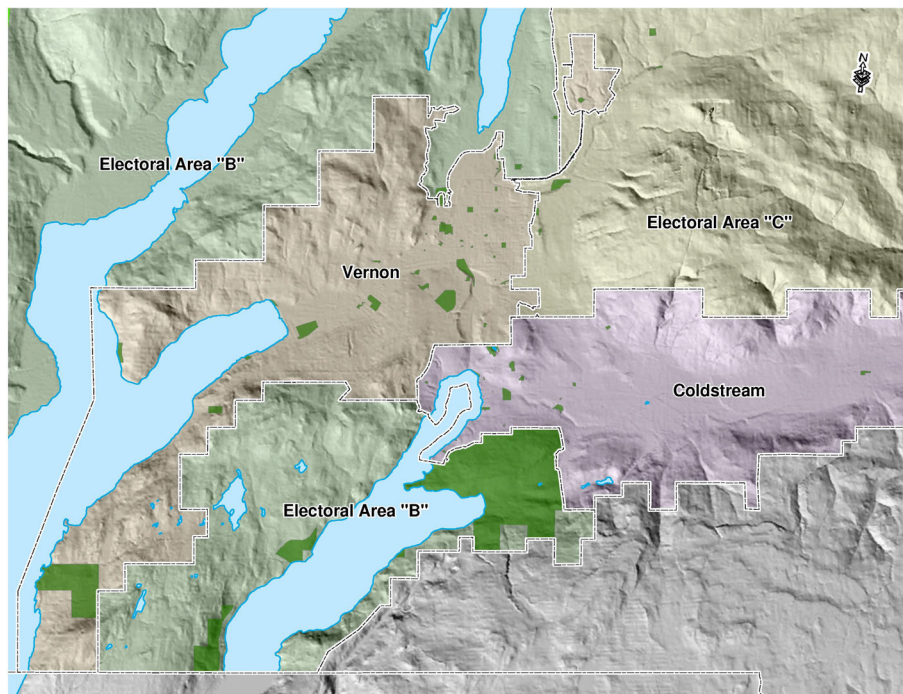 N
Electoral Area "B"
Electoral Area "C"
Vernon
Coldstream
Electoral Area "B"